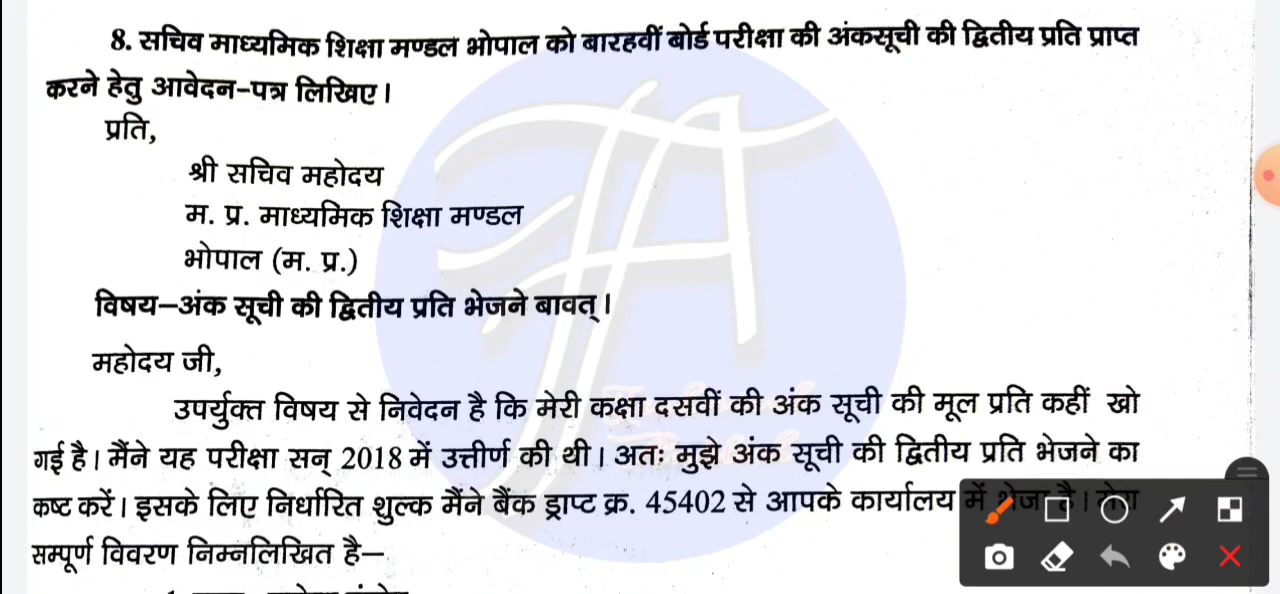 8. सचिव माध्यमिक शिक्षा मण्डल भोपाल को बारहवीं बोर्ड परीक्षा की अंकसूची की द्वितीय प्रति प्राप्त
करने हेतु आवेदन-पत्र लिखिए।
प्रति,
श्री सचिव महोदय
म. प्र. माध्यमिक शिक्षा मण्डल
भोपाल (म. प्र.)
विषय–अंक सूची की द्वितीय प्रति भेजने बावत्।
महोदय जी,
उपर्युक्त विषय से निवेदन है कि मेरी कक्षा दसवीं की अंक सूची की मूल प्रति कहीं खो
गई है। मैंने यह परीक्षा सन् 2018 में उत्तीर्ण की थी। अतः मुझे अंक सूची की द्वितीय प्रति भेजने का
कष्ट करें। इसके लिए निर्धारित शुल्क मैंने बैंक ड्राप्ट क्र. 45402 से आपके कार्यालय में भेजा है। मेरा
सम्पूर्ण विवरण निम्नलिखित है–